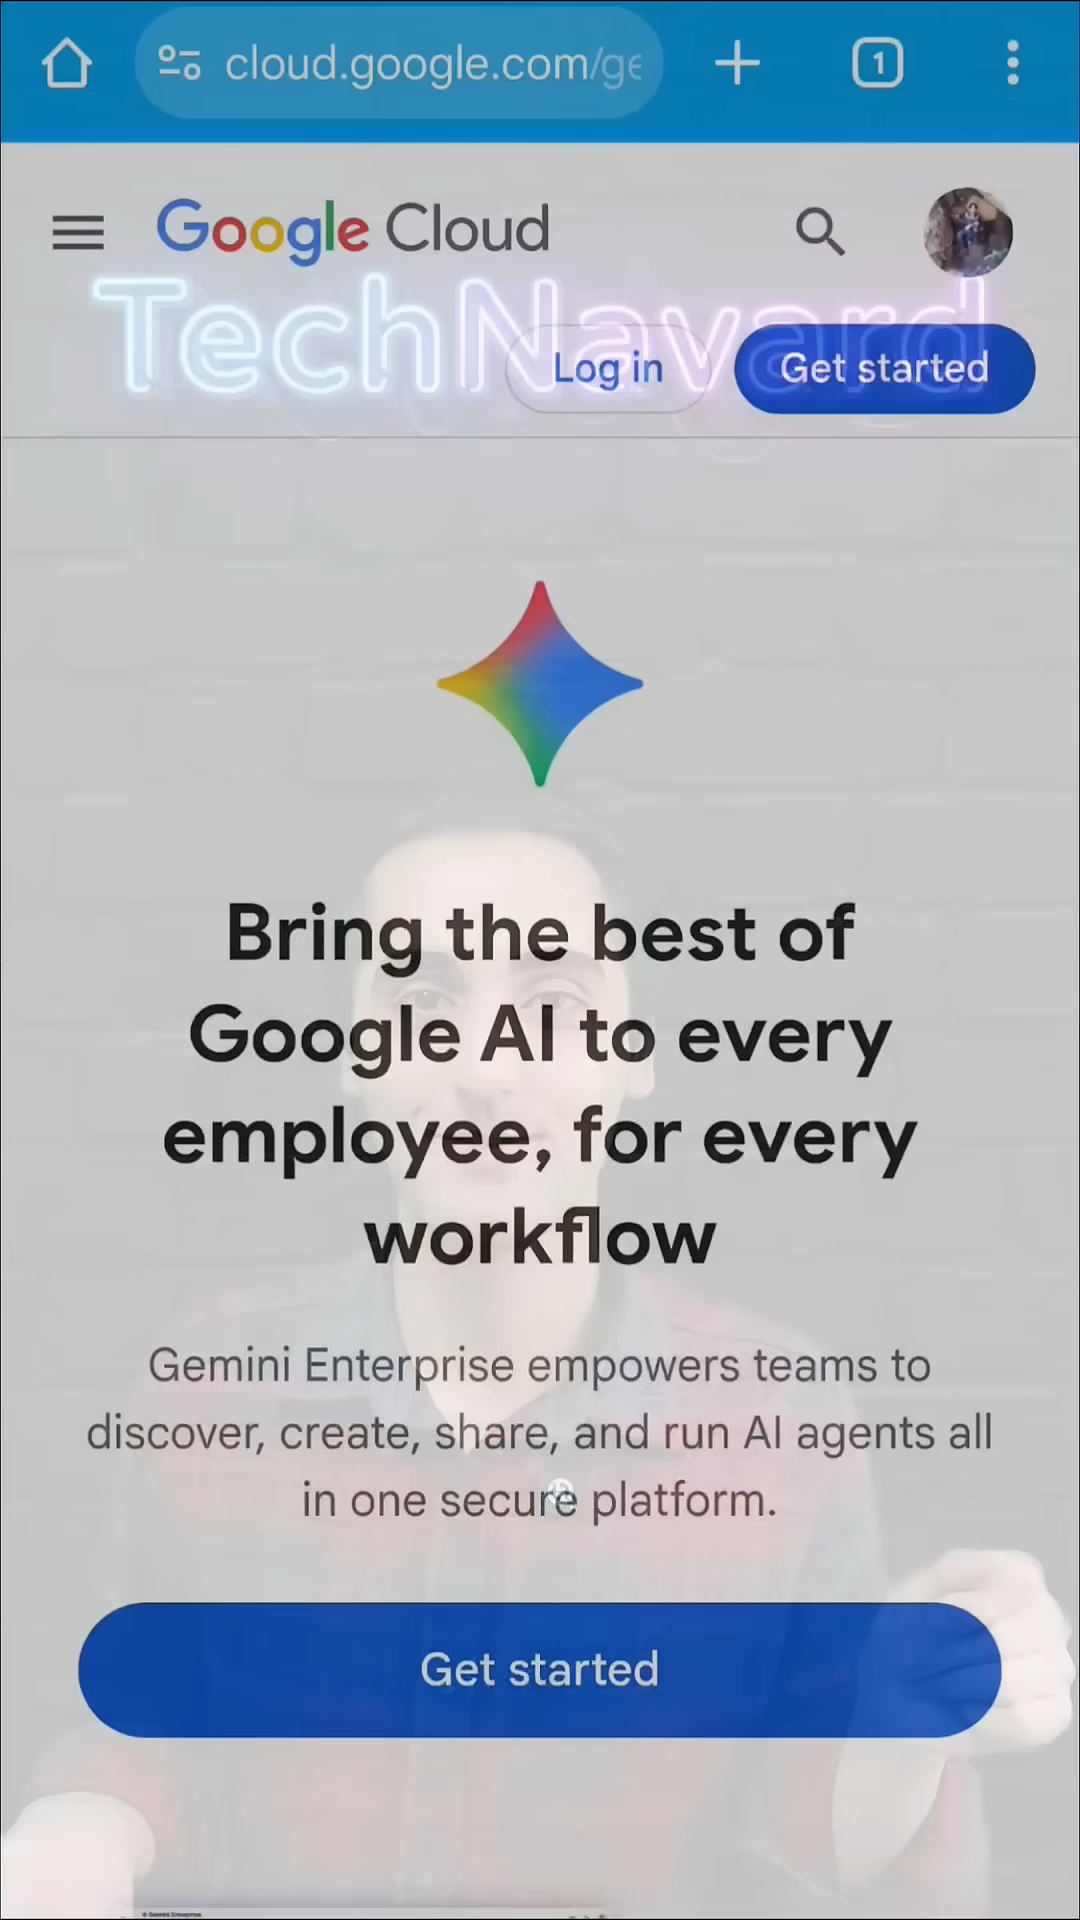 cloud.google.com/ge
1
Google Cloud
TechNavard
Log in
Get started
Bring the best of
Google AI to every
employee, for every
workflow
Gemini Enterprise empowers teams to
discover, create, share, and run AI agents all
in one secure platform.
Get started
Gemini Enterprise